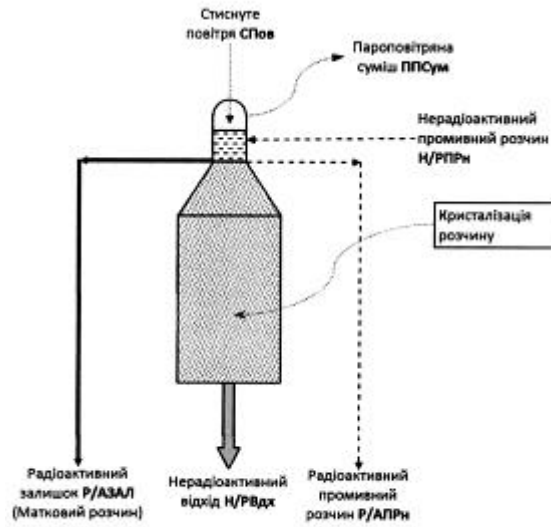 Стиснуте
повітря СПов
Пароповітряна
суміш ППСум
Нерадіоактивний
промивний розчин
Н/РПРн
Кристалізація
розчину
Радіоактивний
залишок Р/АЗАЛ
(Матковий розчин)
Нерадіоактивний
відхід Н/РВдх
Радіоактивний
промивний
розчин Р/АПРн